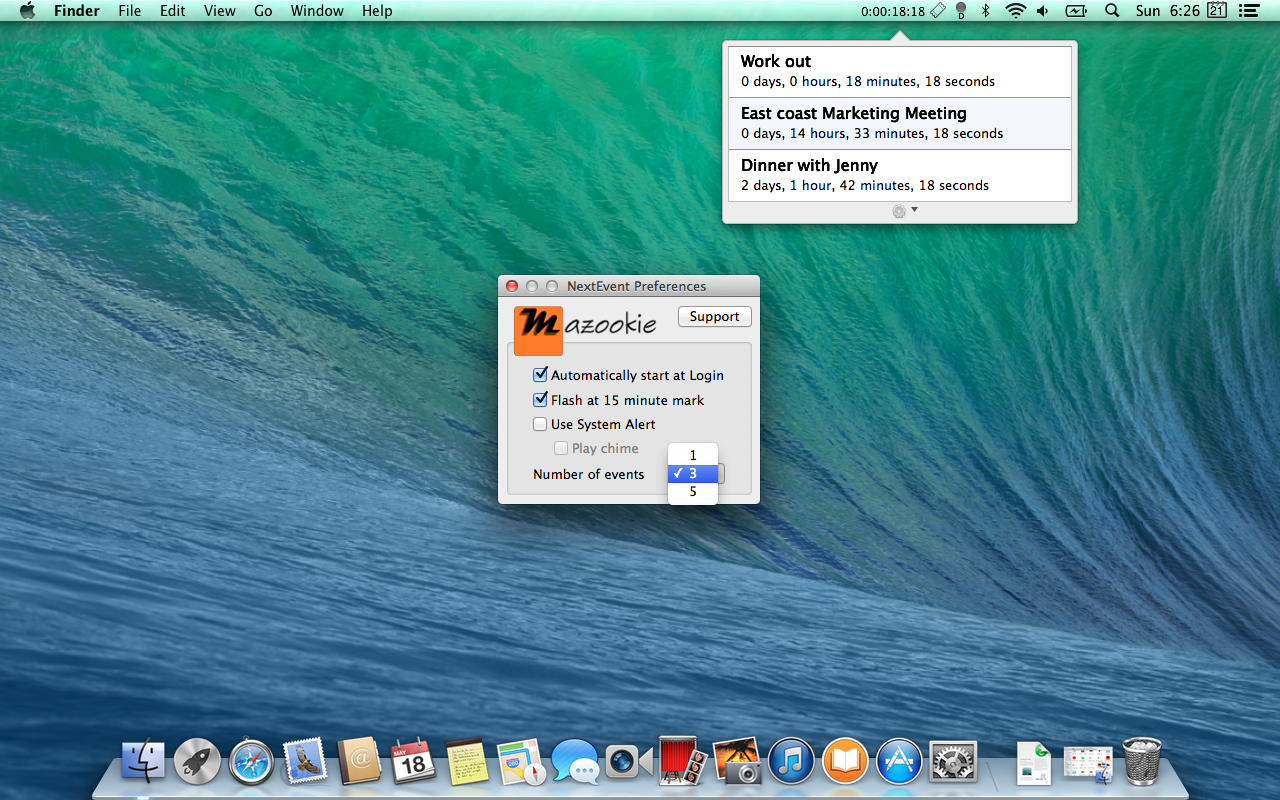 Finder File Edit View Go Window Help 0:00:18:18 D Sun 6:26 21
Work out
0 days, 0 hours, 18 minutes, 18 seconds
East coast Marketing Meeting
0 days, 14 hours, 33 minutes, 18 seconds
Dinner with Jenny
2 days, 1 hour, 42 minutes, 18 seconds
NextEvent Preferences
Mazookie
Support
Automatically start at Login
Flash at 15 minute mark
Use System Alert
Play chime
Number of events
1
✓ 3
5
MAY
18
280